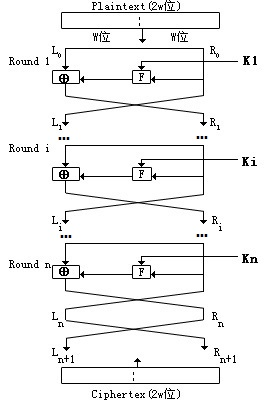 Plaintext(2w位)
W位 W位
L0 R0
K1
Round 1
⊕ F
L1 R1
... ...
Round i
Ki
⊕ F
Li Ri
... ...
Round n
Kn
⊕ F
Ln Rn
Ln+1 Rn+1
Ciphertex(2w位)